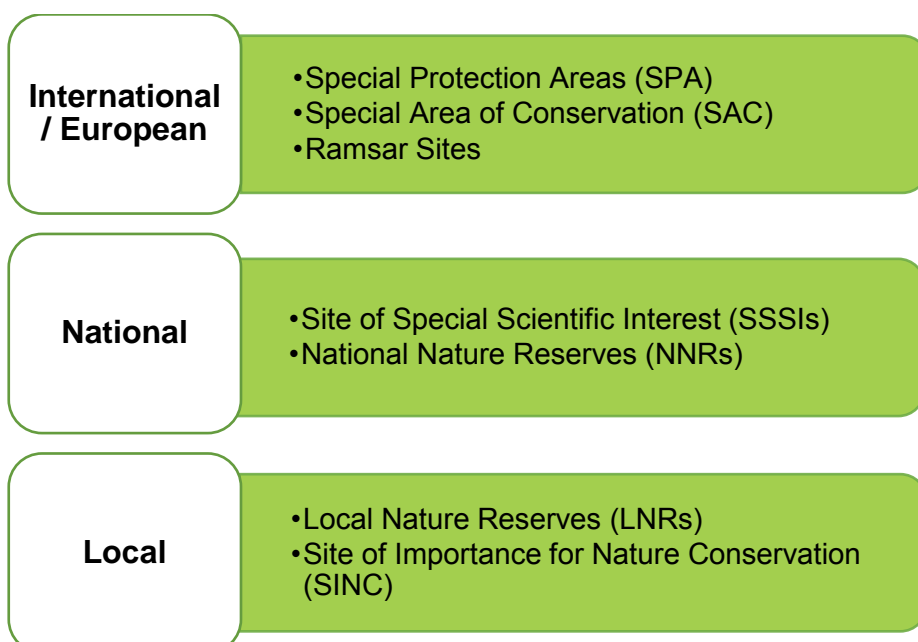 International
/ European
•Special Protection Areas (SPA)
•Special Area of Conservation (SAC)
•Ramsar Sites
National
•Site of Special Scientific Interest (SSSIs)
•National Nature Reserves (NNRs)
Local
•Local Nature Reserves (LNRs)
•Site of Importance for Nature Conservation
(SINC)